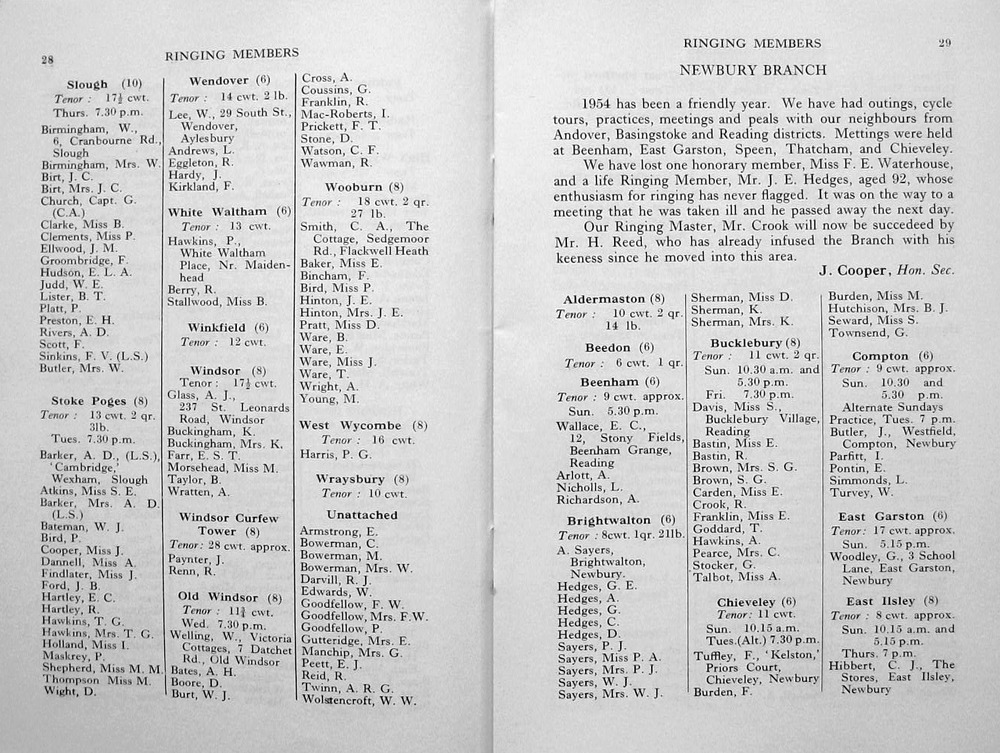 28
RINGING MEMBERS
Slough (10)
Tenor : 17½ cwt.
Thurs. 7.30 p.m.
Birmingham, W.,
6, Cranbourne Rd.,
Slough
Birmingham, Mrs. W.
Birt, J. C.
Birt, Mrs. J. C.
Church, Capt. G.
(C.A.)
Clarke, Miss B.
Clements, Miss P.
Ellwood, J. M.
Groombridge, F.
Hudson, E. L. A.
Judd, W. E.
Lister, B. T.
Platt, P.
Preston, E. H.
Rivers, A. D.
Scott, F.
Sinkins, F. V. (L.S.)
Butler, Mrs. W.
Stoke Poges (8)
Tenor : 13 cwt. 2 qr.
3lb.
Tues. 7.30 p.m.
Barker, A. D., (L.S.),
'Cambridge,'
Wexham, Slough
Atkins, Miss S. E.
Barker, Mrs. A. D.
(L.S.)
Bateman, W. J.
Bird, P.
Cooper, Miss J.
Dannell, Miss A.
Findlater, Miss J.
Ford, J. B.
Hartley, E. C.
Hartley, R.
Hawkins, T. G.
Hawkins, Mrs. T. G.
Holland, Miss I.
Maskrey, P.
Shepherd, Miss M. M.
Thompson Miss M.
Wight, D.
Wendover (6)
Tenor : 14 cwt. 2 lb.
Lee, W., 29 South St.,
Wendover,
Aylesbury
Andrews, L.
Eggleton, R.
Hardy, J.
Kirkland, F.
White Waltham (6)
Tenor : 13 cwt.
Hawkins, P.,
White Waltham
Place, Nr. Maiden-
head
Berry, R.
Stallwood, Miss B.
Winkfield (6)
Tenor : 12 cwt.
Windsor (8)
Tenor : 17½ cwt.
Glass, A. J.,
237 St. Leonards
Road, Windsor
Buckingham, K.
Buckingham, Mrs. K.
Farr, E. S. T.
Morsehead, Miss M.
Taylor, B.
Wratten, A.
Windsor Curfew
Tower (8)
Tenor: 28 cwt. approx.
Paynter, J.
Renn, R.
Old Windsor (8)
Tenor : 11¾ cwt.
Wed. 7.30 p.m.
Welling, W., Victoria
Cottages, 7 Datchet
Rd., Old Windsor
Bates, A. H.
Boore, D.
Burt, W. J.
Cross, A.
Coussins, G.
Franklin, R.
Mac-Roberts, I.
Prickett, F. T.
Stone, D.
Watson, C. F.
Wawman, R.
Wooburn (8)
Tenor : 18 cwt. 2 qr.
27 lb.
Smith, C. A., The
Cottage, Sedgemoor
Rd., Flackwell Heath
Baker, Miss E.
Bincham, F.
Bird, Miss P.
Hinton, J. E.
Hinton, Mrs. J. E.
Pratt, Miss D.
Ware, B.
Ware, E.
Ware, Miss J.
Ware, T.
Wright, A.
Young, M.
West Wycombe (8)
Tenor : 16 cwt.
Harris, P. G.
Wraysbury (8)
Tenor : 10 cwt.
Unattached
Armstrong, E.
Bowerman, C.
Bowerman, M.
Bowerman, Mrs. W.
Darvill, R. J.
Edwards, W.
Goodfellow, F. W.
Goodfellow, Mrs. F.W.
Goodfellow, P.
Gutteridge, Mrs. E.
Manchip, Mrs. G.
Peett, E. J.
Reid, R.
Twinn, A. R. G.
Wolstencroft, W. W.
RINGING MEMBERS
29
NEWBURY BRANCH
1954 has been a friendly year. We have had outings, cycle
tours, practices, meetings and peals with our neighbours from
Andover, Basingstoke and Reading districts. Mettings were held
at Beenham, East Garston, Speen, Thatcham, and Chieveley.
We have lost one honorary member, Miss F. E. Waterhouse,
and a life Ringing Member, Mr. J. E. Hedges, aged 92, whose
enthusiasm for ringing has never flagged. It was on the way to a
meeting that he was taken ill and he passed away the next day.
Our Ringing Master, Mr. Crook will now be succedeed by
Mr. H. Reed, who has already infused the Branch with his
keeness since he moved into this area.
J. Cooper, Hon. Sec.
Aldermaston (8)
Tenor : 10 cwt. 2 qr.
14 lb.
Beedon (6)
Tenor : 6 cwt. 1 qr.
Beenham (6)
Tenor : 9 cwt. approx.
Sun. 5.30 p.m.
Wallace, E. C.,
12, Stony Fields,
Beenham Grange,
Reading
Arlott, A.
Nicholls, L.
Richardson, A.
Brightwalton (6)
Tenor : 8cwt. 1qr. 21lb.
A. Sayers,
Brightwalton,
Newbury.
Hedges, G. E.
Hedges, A.
Hedges, G.
Hedges, C.
Hedges, D.
Sayers, P. J.
Sayers, Miss P. A.
Sayers, Mrs. P. J.
Sayers, W. J.
Sayers, Mrs. W. J.
Sherman, Miss D.
Sherman, K.
Sherman, Mrs. K.
Bucklebury (8)
Tenor : 11 cwt. 2 qr.
Sun. 10.30 a.m. and
5.30 p.m.
Fri. 7.30 p.m.
Davis, Miss S.,
Bucklebury Village,
Reading
Bastin, Miss E.
Bastin, R.
Brown, Mrs. S. G.
Brown, S. G.
Carden, Miss E.
Crook, R.
Franklin, Miss E.
Goddard, T.
Hawkins, A.
Pearce, Mrs. C.
Stocker, G.
Talbot, Miss A.
Chieveley (6)
Tenor: 11 cwt.
Sun. 10.15 a.m.
Tues.(Alt.) 7.30 p.m.
Tuffley, F., 'Kelston,'
Priors Court,
Chieveley, Newbury
Burden, F.
Burden, Miss M.
Hutchison, Mrs. B. J.
Seward, Miss S.
Townsend, G.
Compton (6)
Tenor : 9 cwt. approx.
Sun. 10.30 and
5.30 p.m.
Alternate Sundays
Practice, Tues. 7 p.m.
Butler, J., Westfield,
Compton, Newbury
Parfitt, I.
Pontin, E.
Simmonds, L.
Turvey, W.
East Garston (6)
Tenor: 17 cwt. approx.
Sun. 5.15 p.m.
Woodley, G., 3 School
Lane, East Garston,
Newbury
East Ilsley (8)
Tenor : 8 cwt. approx.
Sun. 10.15 a.m. and
5.15 p.m.
Thurs. 7 p.m.
Hibbert, C. J., The
Stores, East Ilsley,
Newbury